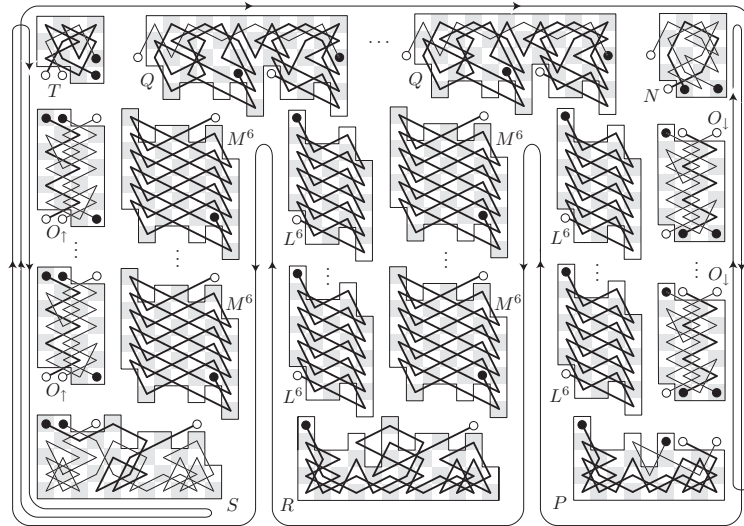 T Q ··· Q N
M⁶ M⁶ O↓
O↑ L⁶ L⁶
⋮ ⋮ ⋮ ⋮ ⋮ ⋮
M⁶ M⁶ O↓
O↑ L⁶ L⁶
S R P